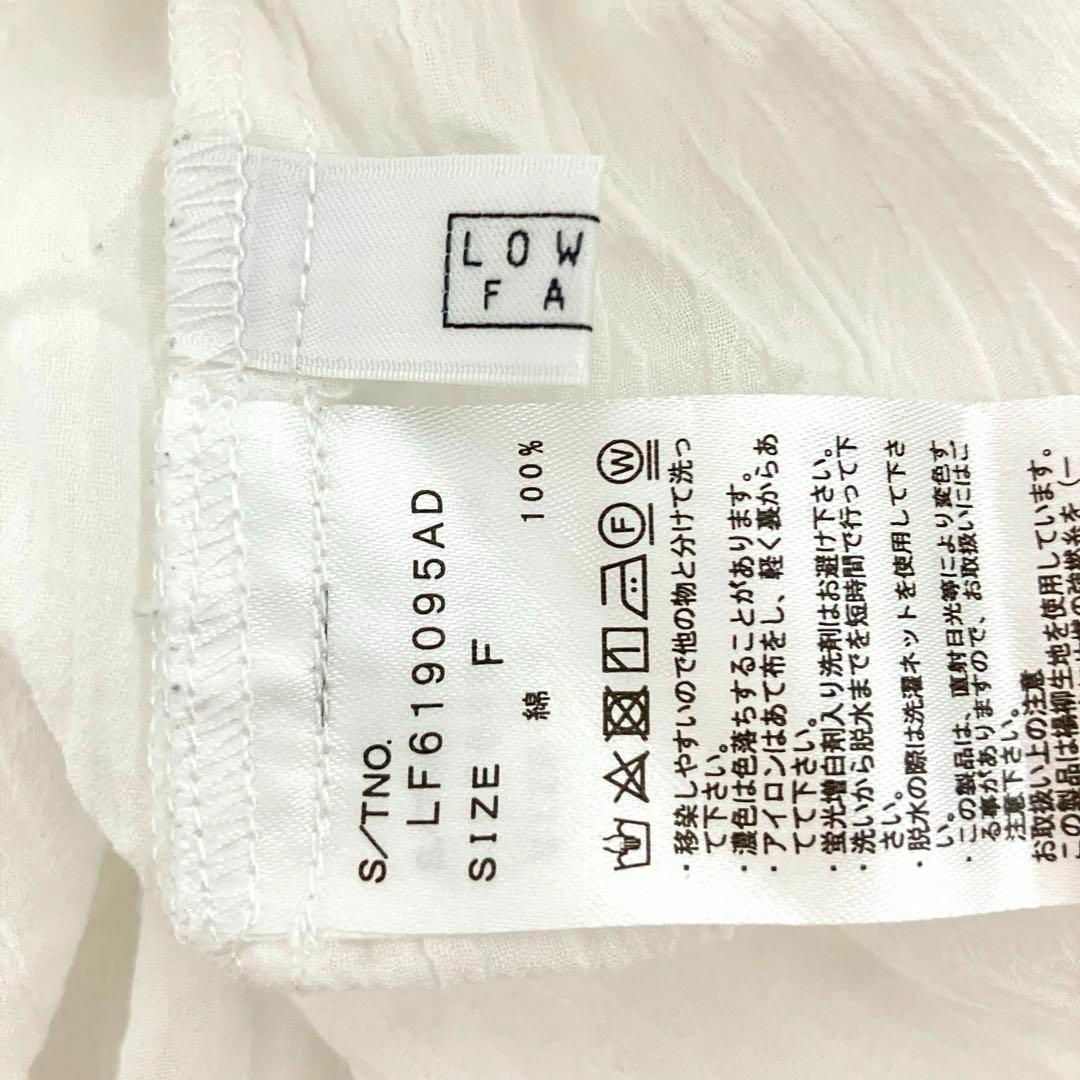 LOW
FA
S/TNO.
LF619095AD
SIZE F
綿 100%
1 F W
・移染しやすいので他の物と分けて洗っ
て下さい。
・濃色は色落ちすることがあります。
・アイロンはあて布をし、軽く裏からあ
てて下さい。
・蛍光増白剤入り洗剤はお避け下さい。
・洗いから脱水までを短時間で行って下
さい。
・脱水の際は洗濯ネットを使用して下さ
い。
・この製品は、直射日光等により変色す
る事がありますので、お取扱いにはご
注意下さい。
お取扱い上の注意
この製品は楊柳生地を使用しています。